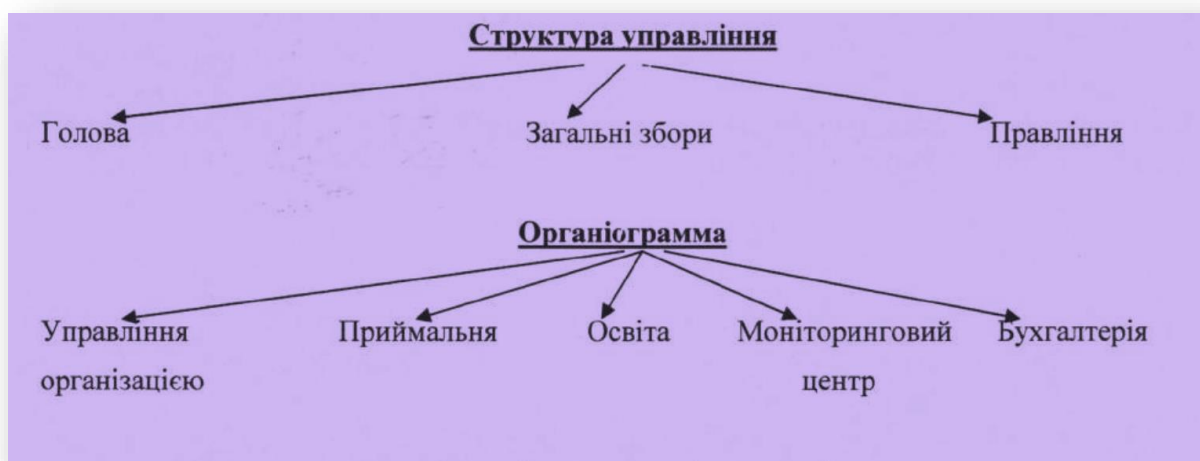 Структура управління
Голова Загальні збори Правління
Органіограмма
Управління Приймальня Освіта Моніторинговий Бухгалтерія
організацією центр